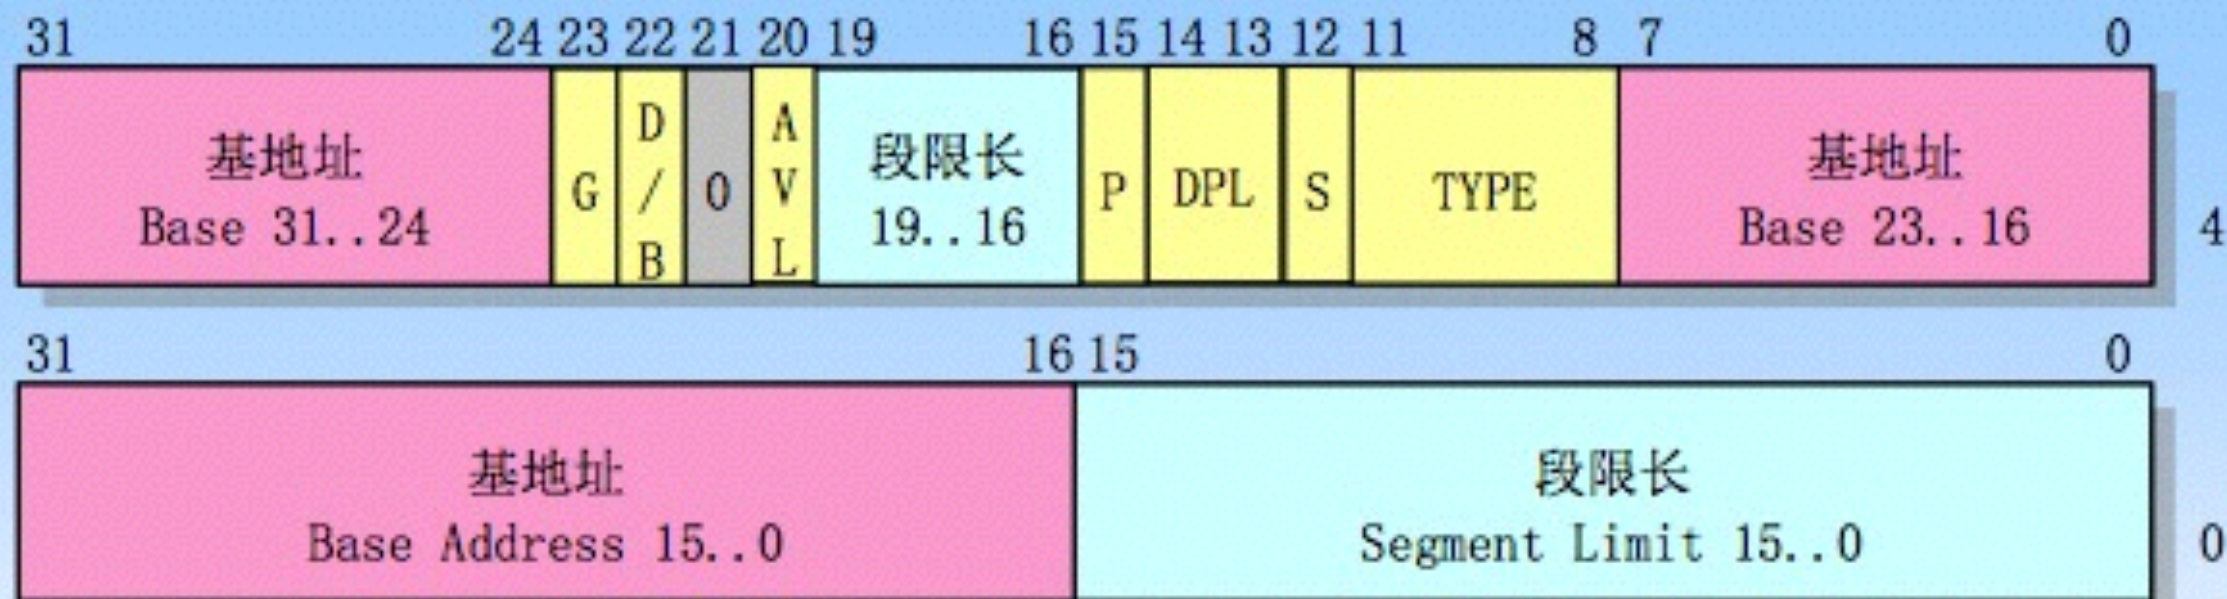 31 24 23 22 21 20 19 16 15 14 13 12 11 8 7 0
基地址
Base 31..24
G
D/B
0
AVL
段限长
19..16
P
DPL
S
TYPE
基地址
Base 23..16
4
31 16 15 0
基地址
Base Address 15..0
段限长
Segment Limit 15..0
0